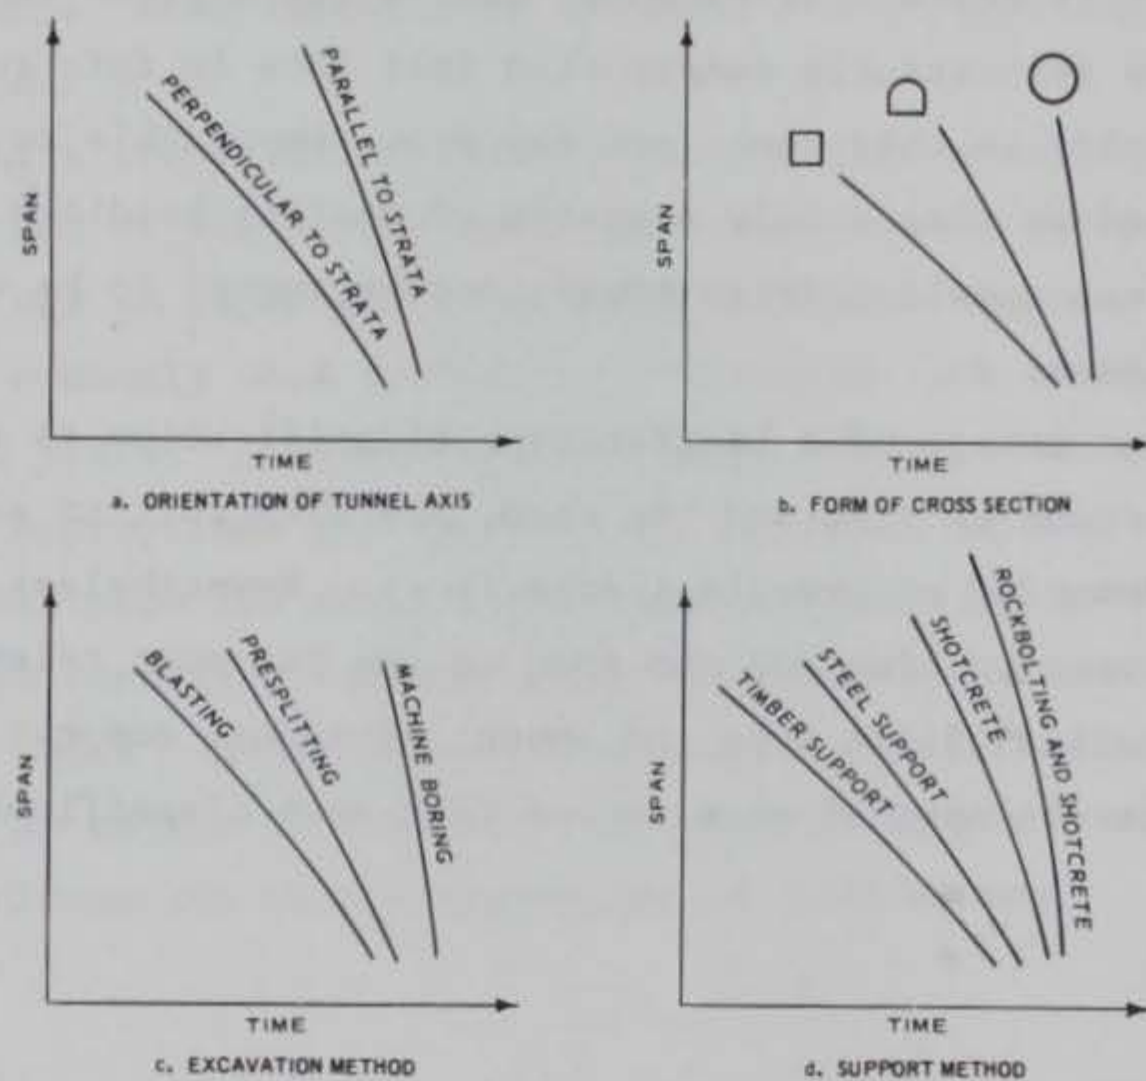 SPAN
PERPENDICULAR TO STRATA
PARALLEL TO STRATA
TIME
a. ORIENTATION OF TUNNEL AXIS
SPAN
TIME
b. FORM OF CROSS SECTION
SPAN
BLASTING
PRESPLITTING
MACHINE BORING
TIME
c. EXCAVATION METHOD
SPAN
TIMBER SUPPORT
STEEL SUPPORT
SHOTCRETE
ROCKBOLTING AND SHOTCRETE
TIME
d. SUPPORT METHOD